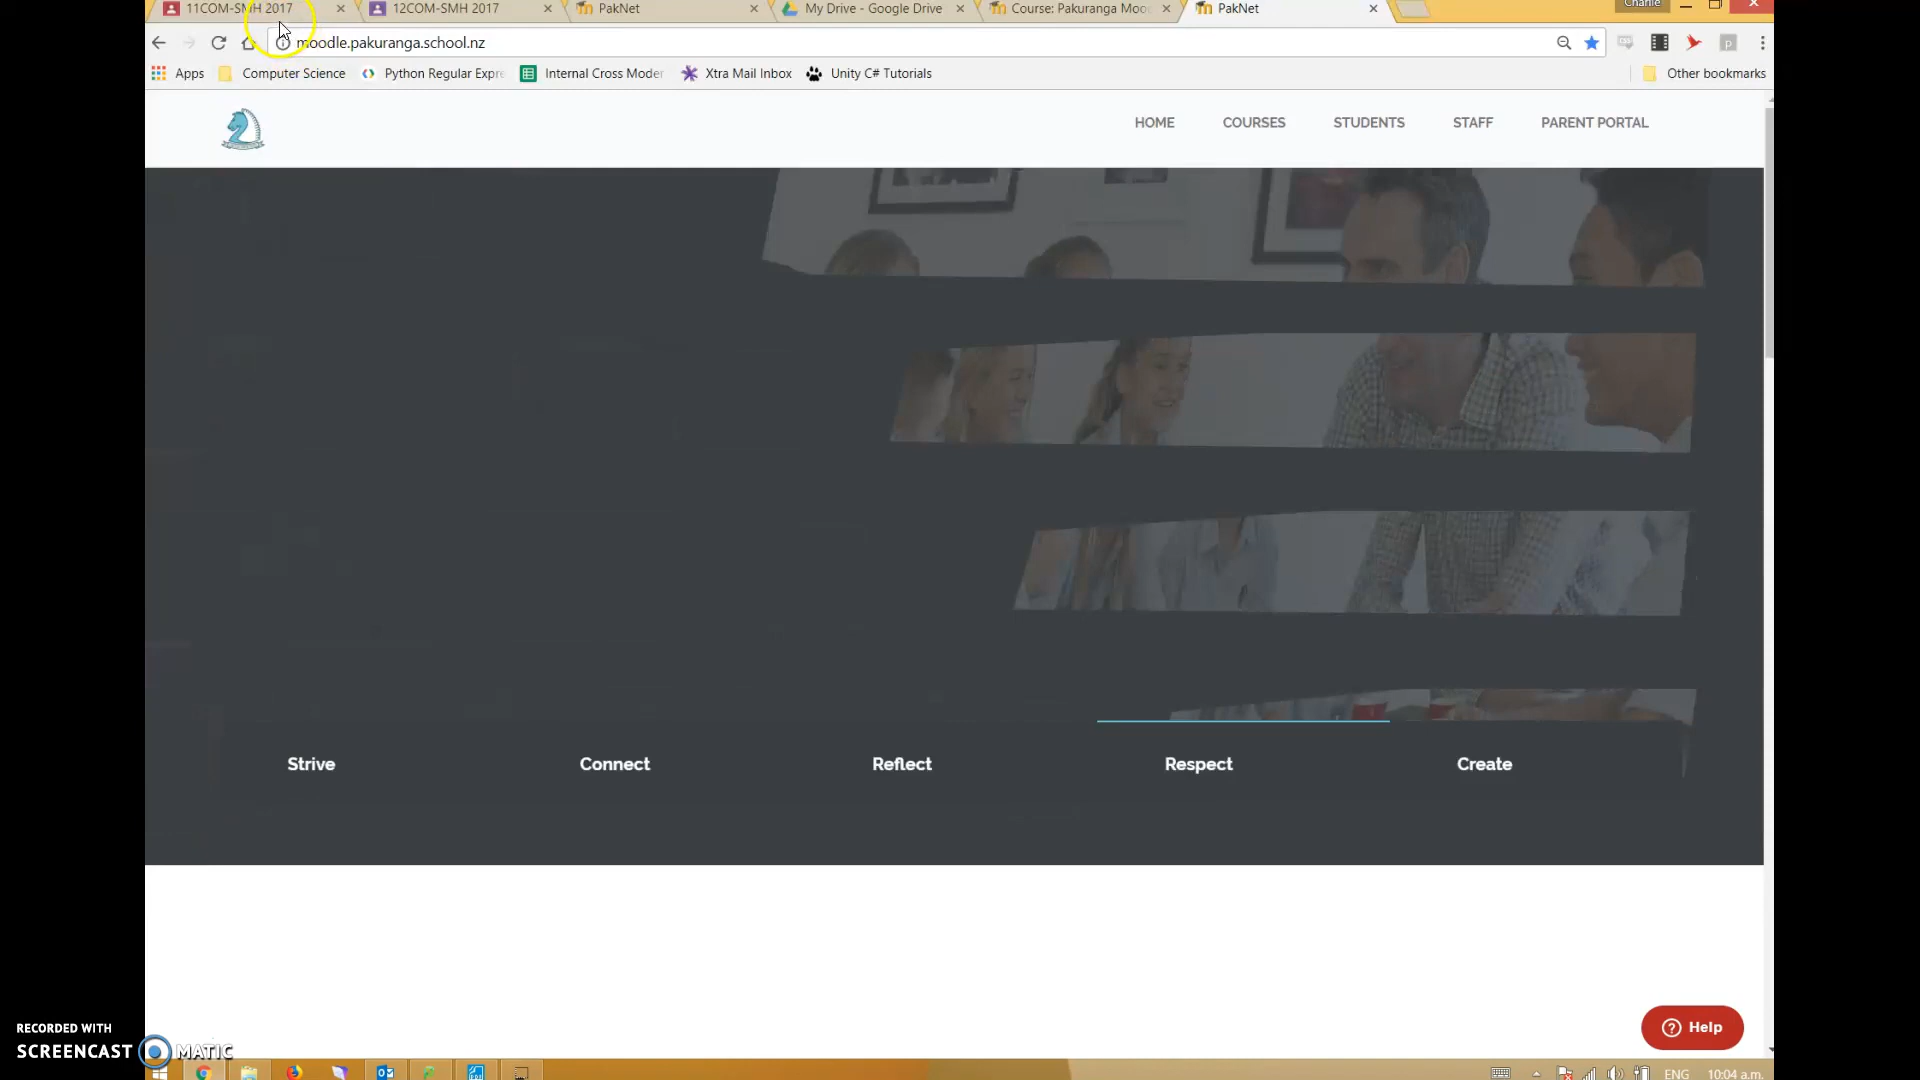 11COM-SMH 2017
12COM-SMH 2017
PakNet
My Drive - Google Drive
Course: Pakuranga Moo
PakNet
Charlie
moodle.pakuranga.school.nz
Apps
Computer Science
Python Regular Expre
Internal Cross Moder
Xtra Mail Inbox
Unity C# Tutorials
Other bookmarks
HOME
COURSES
STUDENTS
STAFF
PARENT PORTAL
Strive
Connect
Reflect
Respect
Create
Help
RECORDED WITH
SCREENCAST MATIC
ENG
10:04 a.m.